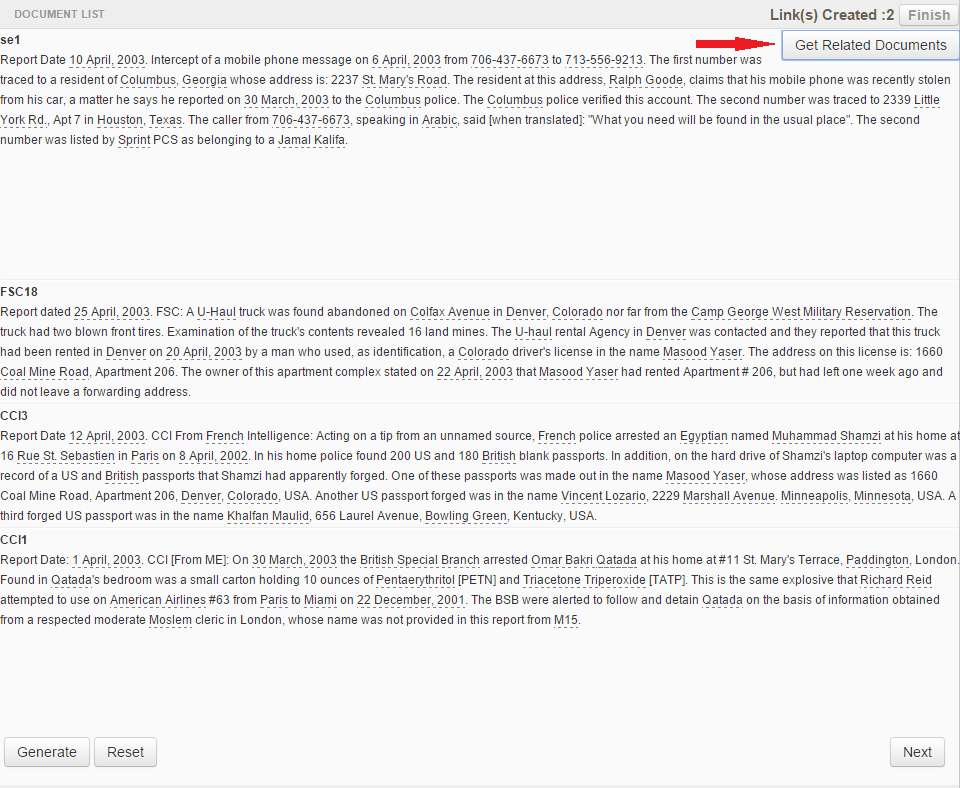 DOCUMENT LIST
Link(s) Created :2
Finish
Get Related Documents
se1
Report Date 10 April, 2003. Intercept of a mobile phone message on 6 April, 2003 from 706-437-6673 to 713-556-9213. The first number was
traced to a resident of Columbus, Georgia whose address is: 2237 St. Mary's Road. The resident at this address, Ralph Goode, claims that his mobile phone was recently stolen
from his car, a matter he says he reported on 30 March, 2003 to the Columbus police. The Columbus police verified this account. The second number was traced to 2339 Little
York Rd., Apt 7 in Houston, Texas. The caller from 706-437-6673, speaking in Arabic, said [when translated]: "What you need will be found in the usual place". The second
number was listed by Sprint PCS as belonging to a Jamal Kalifa.
FSC18
Report dated 25 April, 2003. FSC: A U-Haul truck was found abandoned on Colfax Avenue in Denver, Colorado nor far from the Camp George West Military Reservation. The
truck had two blown front tires. Examination of the truck's contents revealed 16 land mines. The U-haul rental Agency in Denver was contacted and they reported that this truck
had been rented in Denver on 20 April, 2003 by a man who used, as identification, a Colorado driver's license in the name Masood Yaser. The address on this license is: 1660
Coal Mine Road, Apartment 206. The owner of this apartment complex stated on 22 April, 2003 that Masood Yaser had rented Apartment # 206, but had left one week ago and
did not leave a forwarding address.
CCI3
Report Date 12 April, 2003. CCI From French Intelligence: Acting on a tip from an unnamed source, French police arrested an Egyptian named Muhammad Shamzi at his home at
16 Rue St. Sebastien in Paris on 8 April, 2002. In his home police found 200 US and 180 British blank passports. In addition, on the hard drive of Shamzi's laptop computer was a
record of a US and British passports that Shamzi had apparently forged. One of these passports was made out in the name Masood Yaser, whose address was listed as 1660
Coal Mine Road, Apartment 206, Denver, Colorado, USA. Another US passport forged was in the name Vincent Lozario, 2229 Marshall Avenue. Minneapolis, Minnesota, USA. A
third forged US passport was in the name Khalfan Maulid, 656 Laurel Avenue, Bowling Green, Kentucky, USA.
CCI1
Report Date: 1 April, 2003. CCI [From ME]: On 30 March, 2003 the British Special Branch arrested Omar Bakri Qatada at his home at #11 St. Mary's Terrace, Paddington, London.
Found in Qatada's bedroom was a small carton holding 10 ounces of Pentaerythritol [PETN] and Triacetone Triperoxide [TATP]. This is the same explosive that Richard Reid
attempted to use on American Airlines #63 from Paris to Miami on 22 December, 2001. The BSB were alerted to follow and detain Qatada on the basis of information obtained
from a respected moderate Moslem cleric in London, whose name was not provided in this report from M15.
Generate
Reset
Next